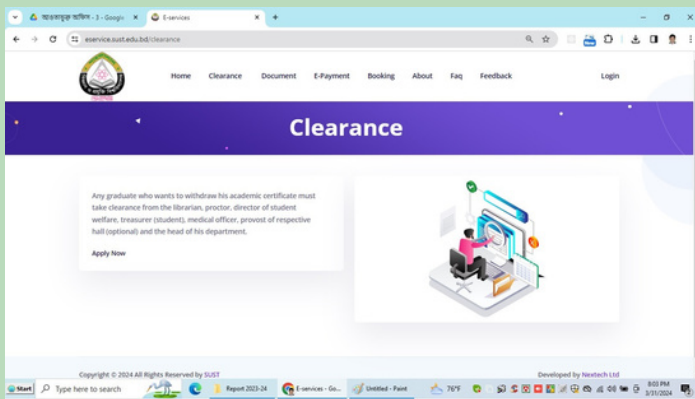 আওতাভুক্ত অফিস - 3 - Google
E-services
eservice.sust.edu.bd/clearance
Home Clearance Document E-Payment Booking About Faq Feedback Login
Clearance
Any graduate who wants to withdraw his academic certificate must
take clearance from the librarian, proctor, director of student
welfare, treasurer (student), medical officer, provost of respective
hall (optional) and the head of his department.
Apply Now
Copyright © 2024 All Rights Reserved by SUST Developed by Nextech Ltd
Start Type here to search Report 2023-24 E-services - Go... Untitled - Paint 76°F 8:03 PM
3/31/2024